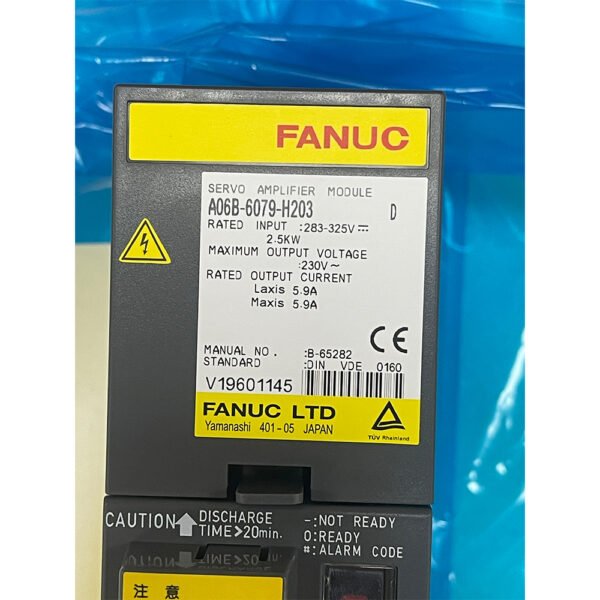 FANUC
SERVO AMPLIFIER MODULE
A06B-6079-H203 D
RATED INPUT :283-325V⎓
2.5KW
MAXIMUM OUTPUT VOLTAGE
:230V～
RATED OUTPUT CURRENT
Laxis 5.9A
Maxis 5.9A
CE
MANUAL NO. :B-65282
STANDARD :DIN VDE 0160
V19601145
FANUC LTD
Yamanashi 401-05 JAPAN
TÜV Rheinland
CAUTION DISCHARGE TIME>20min.
-:NOT READY
0:READY
#:ALARM CODE
注 意